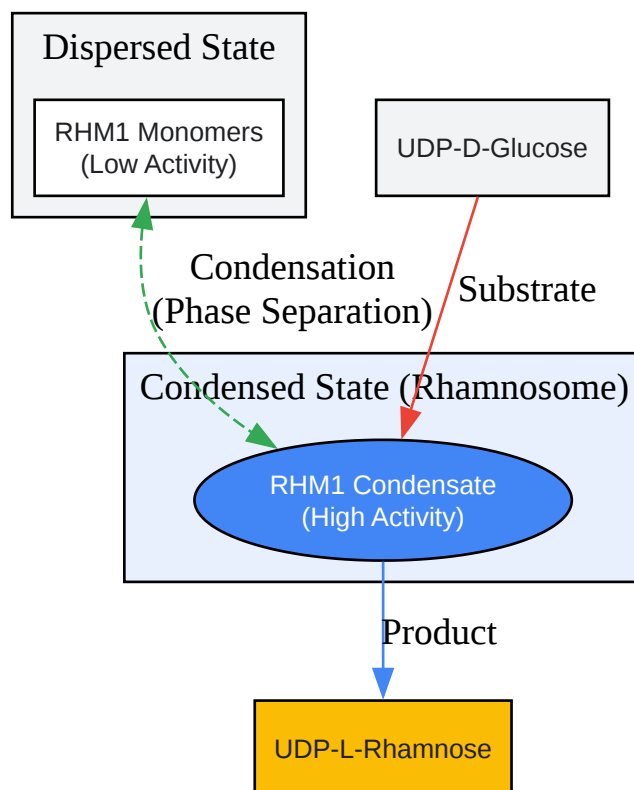 Dispersed State
RHM1 Monomers
(Low Activity)
UDP-D-Glucose
Condensation
(Phase Separation)
Substrate
Condensed State (Rhamnosome)
RHM1 Condensate
(High Activity)
Product
UDP-L-Rhamnose